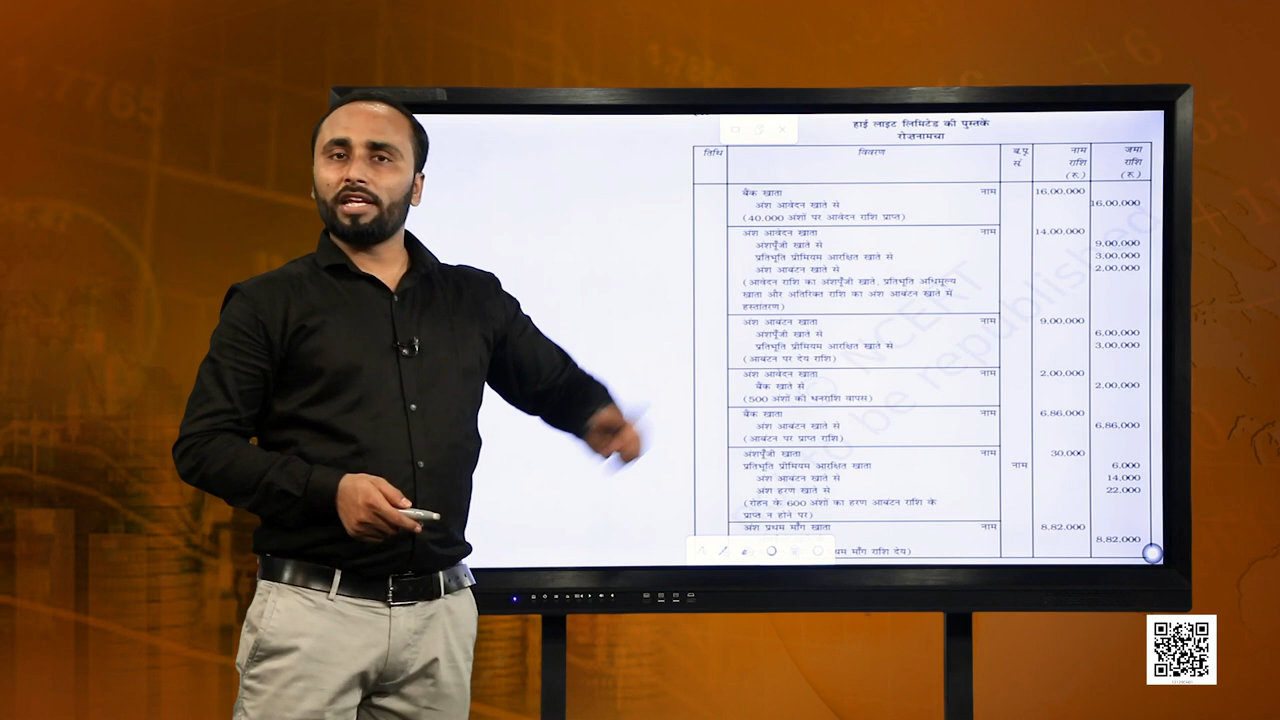 हाई लाइट लिमिटेड की पुस्तकें
रोज़नामचा
तिथि विवरण ब.पृ. सं. नाम राशि (रु.) जमा राशि (रु.)
बैंक खाता नाम 16,00,000
अंश आवेदन खाते से 16,00,000
(40,000 अंशों पर आवेदन राशि प्राप्त)
अंश आवेदन खाता नाम 14,00,000
अंशपूँजी खाते से 9,00,000
प्रतिभूति प्रीमियम आरक्षित खाते से 3,00,000
अंश आबंटन खाते से 2,00,000
(आवेदन राशि का अंशपूँजी खाते, प्रतिभूति अधिमूल्य
खाता और अतिरिक्त राशि का अंश आबंटन खाते में
हस्तांतरण)
अंश आबंटन खाता नाम 9,00,000
अंशपूँजी खाते से 6,00,000
प्रतिभूति प्रीमियम आरक्षित खाते से 3,00,000
(आबंटन पर देय राशि)
अंश आवेदन खाता नाम 2,00,000
बैंक खाते से 2,00,000
(500 अंशों की धनराशि वापस)
बैंक खाता नाम 6,86,000
अंश आबंटन खाते से 6,86,000
(आबंटन पर प्राप्त राशि)
अंशपूँजी खाता नाम 30,000
प्रतिभूति प्रीमियम आरक्षित खाता नाम 6,000
अंश आबंटन खाते से 14,000
अंश हरण खाते से 22,000
(रोहन के 600 अंशों का हरण आबंटन राशि के
प्राप्त न होने पर)
अंश प्रथम माँग खाता नाम 8,82,000
8,82,000
थम माँग राशि देय)
NCERT
to be republished